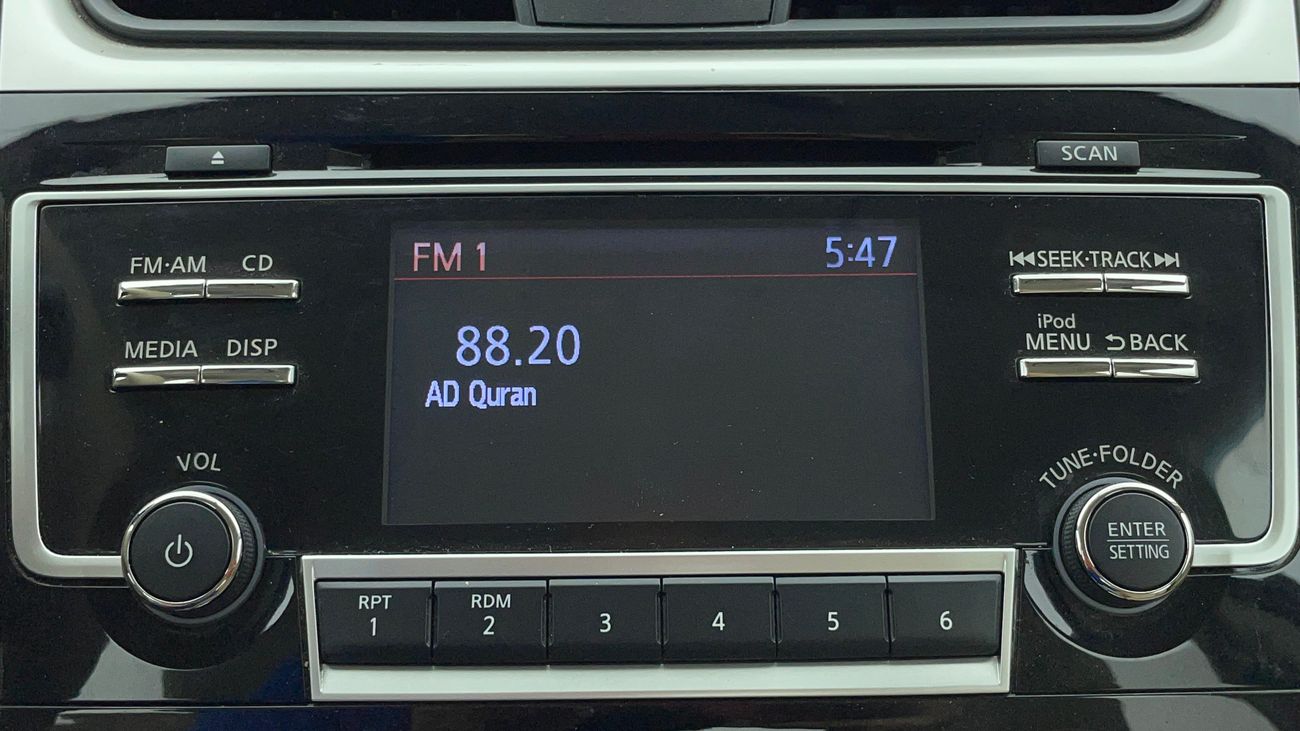 SCAN
FM 1 5:47
FM·AM CD
⏮SEEK·TRACK⏭
88.20
iPod
MEDIA DISP
MENU ⮌BACK
AD Quran
VOL
TUNE·FOLDER
ENTER
SETTING
RPT RDM
1 2 3 4 5 6